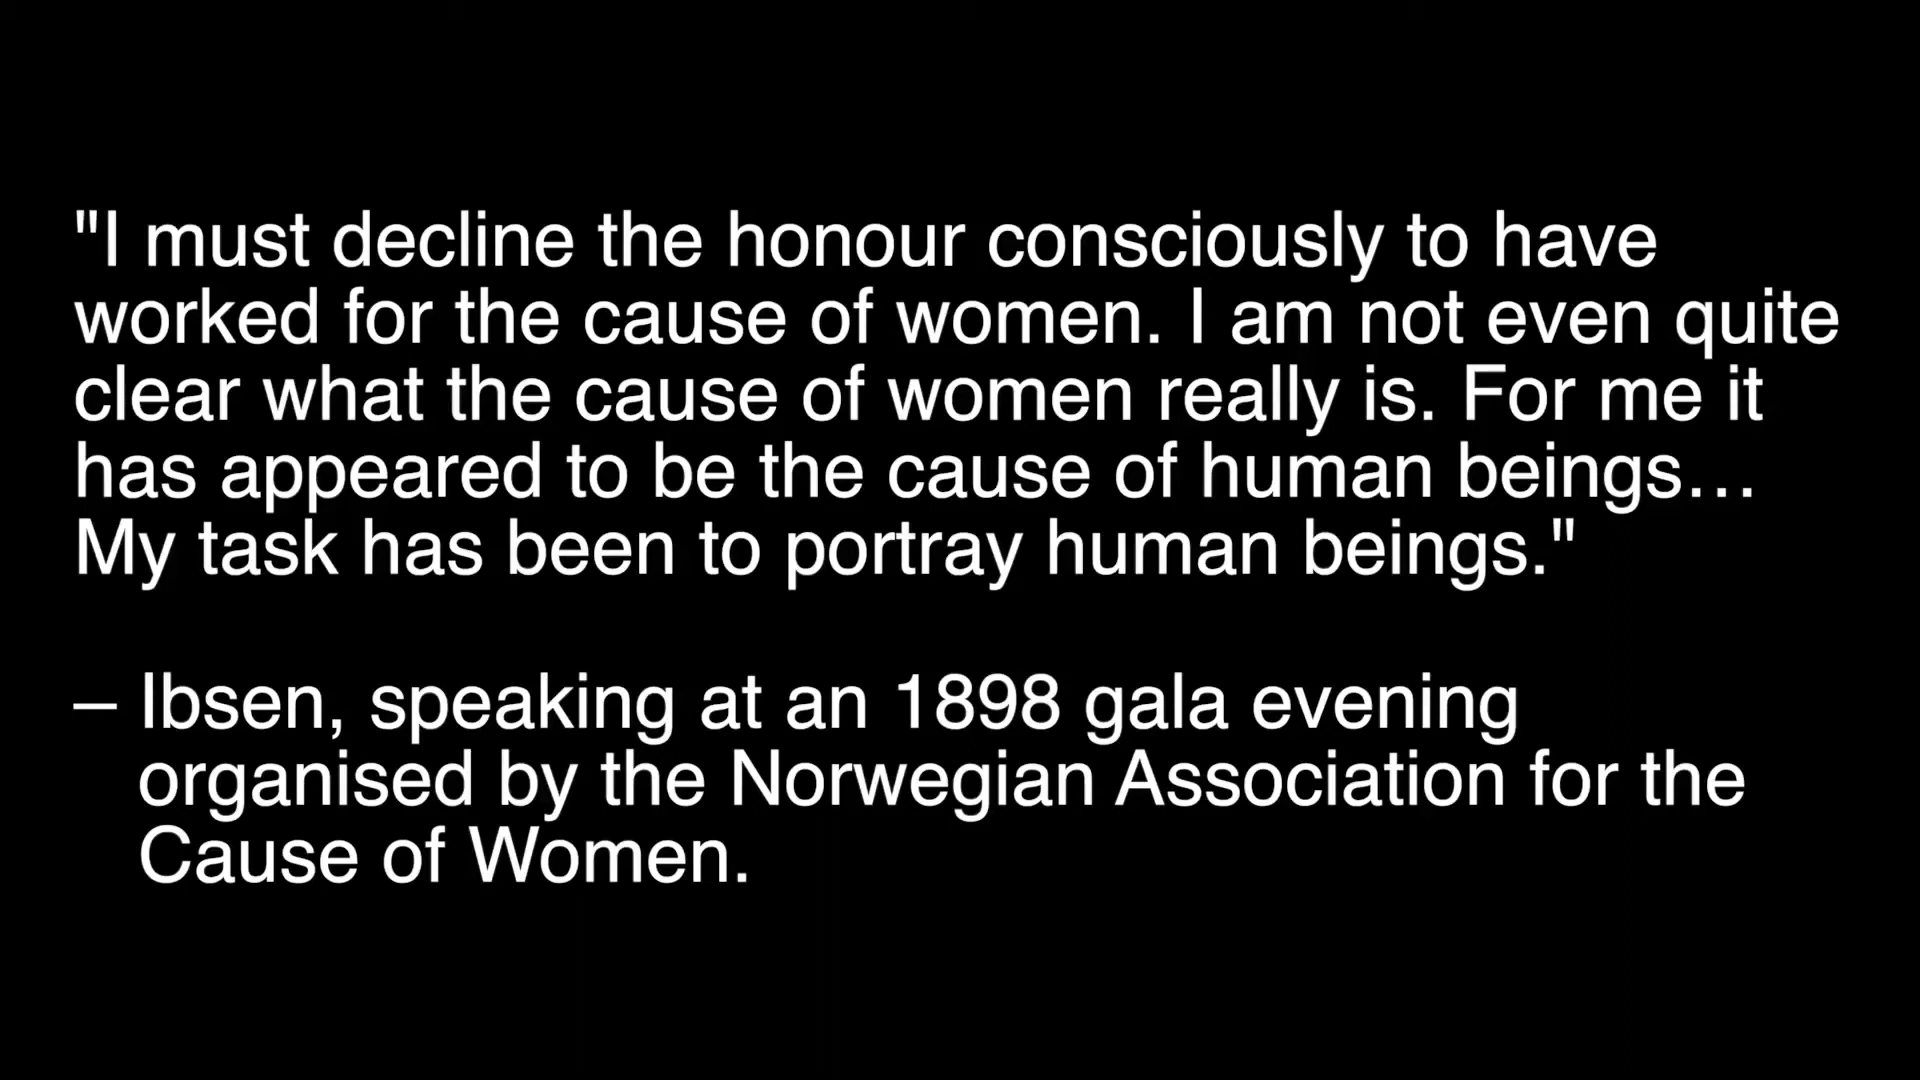 "I must decline the honour consciously to have
worked for the cause of women. I am not even quite
clear what the cause of women really is. For me it
has appeared to be the cause of human beings…
My task has been to portray human beings."
– Ibsen, speaking at an 1898 gala evening
organised by the Norwegian Association for the
Cause of Women.